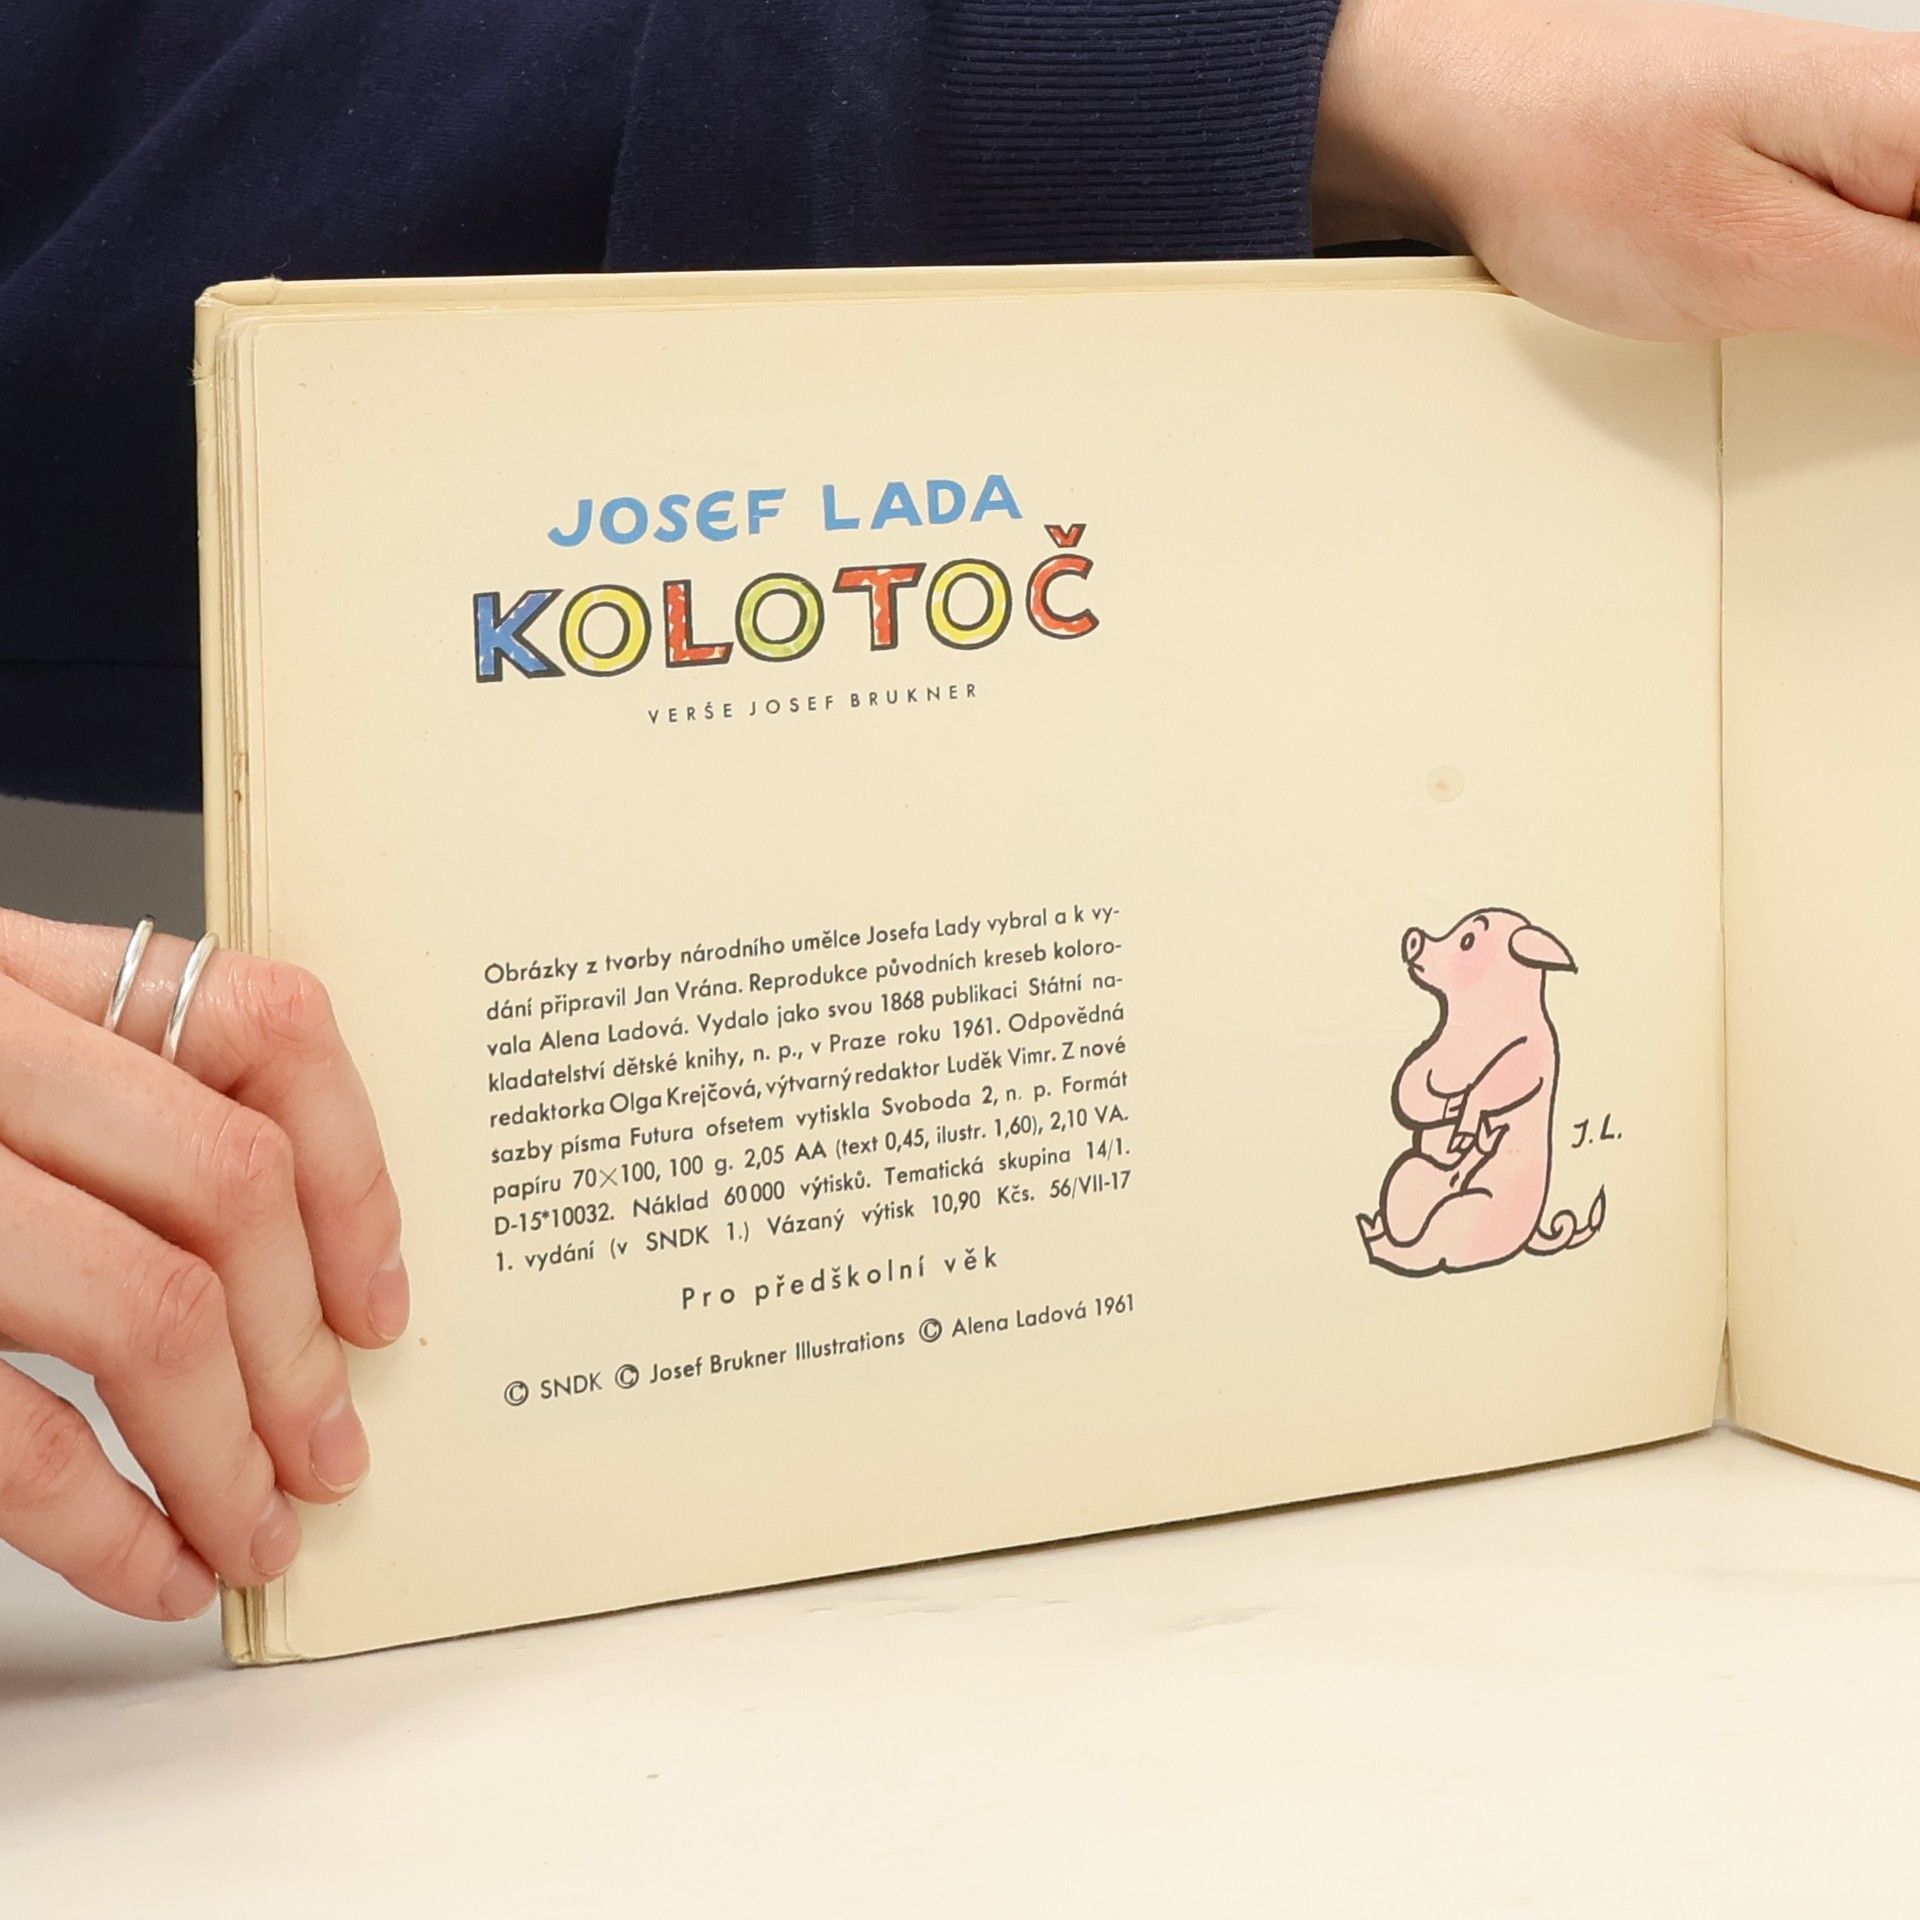 JOSEF LADA
KOLOTOČ
VERŠE JOSEF BRUKNER
Obrázky z tvorby národního umělce Josefa Lady vybral a k vy-
dání připravil Jan Vrána. Reprodukce původních kreseb koloro-
vala Alena Ladová. Vydalo jako svou 1868 publikaci Státní na-
kladatelství dětské knihy, n. p., v Praze roku 1961. Odpovědná
redaktorka Olga Krejčová, výtvarný redaktor Luděk Vimr. Z nové
sazby písma Futura ofsetem vytiskla Svoboda 2, n. p. Formát
papíru 70×100, 100 g. 2,05 AA (text 0,45, ilustr. 1,60), 2,10 VA.
D-15*10032. Náklad 60 000 výtisků. Tematická skupina 14/1.
1. vydání (v SNDK 1.) Vázaný výtisk 10,90 Kčs. 56/VII-17
Pro předškolní věk
© SNDK © Josef Brukner Illustrations © Alena Ladová 1961
J. L.